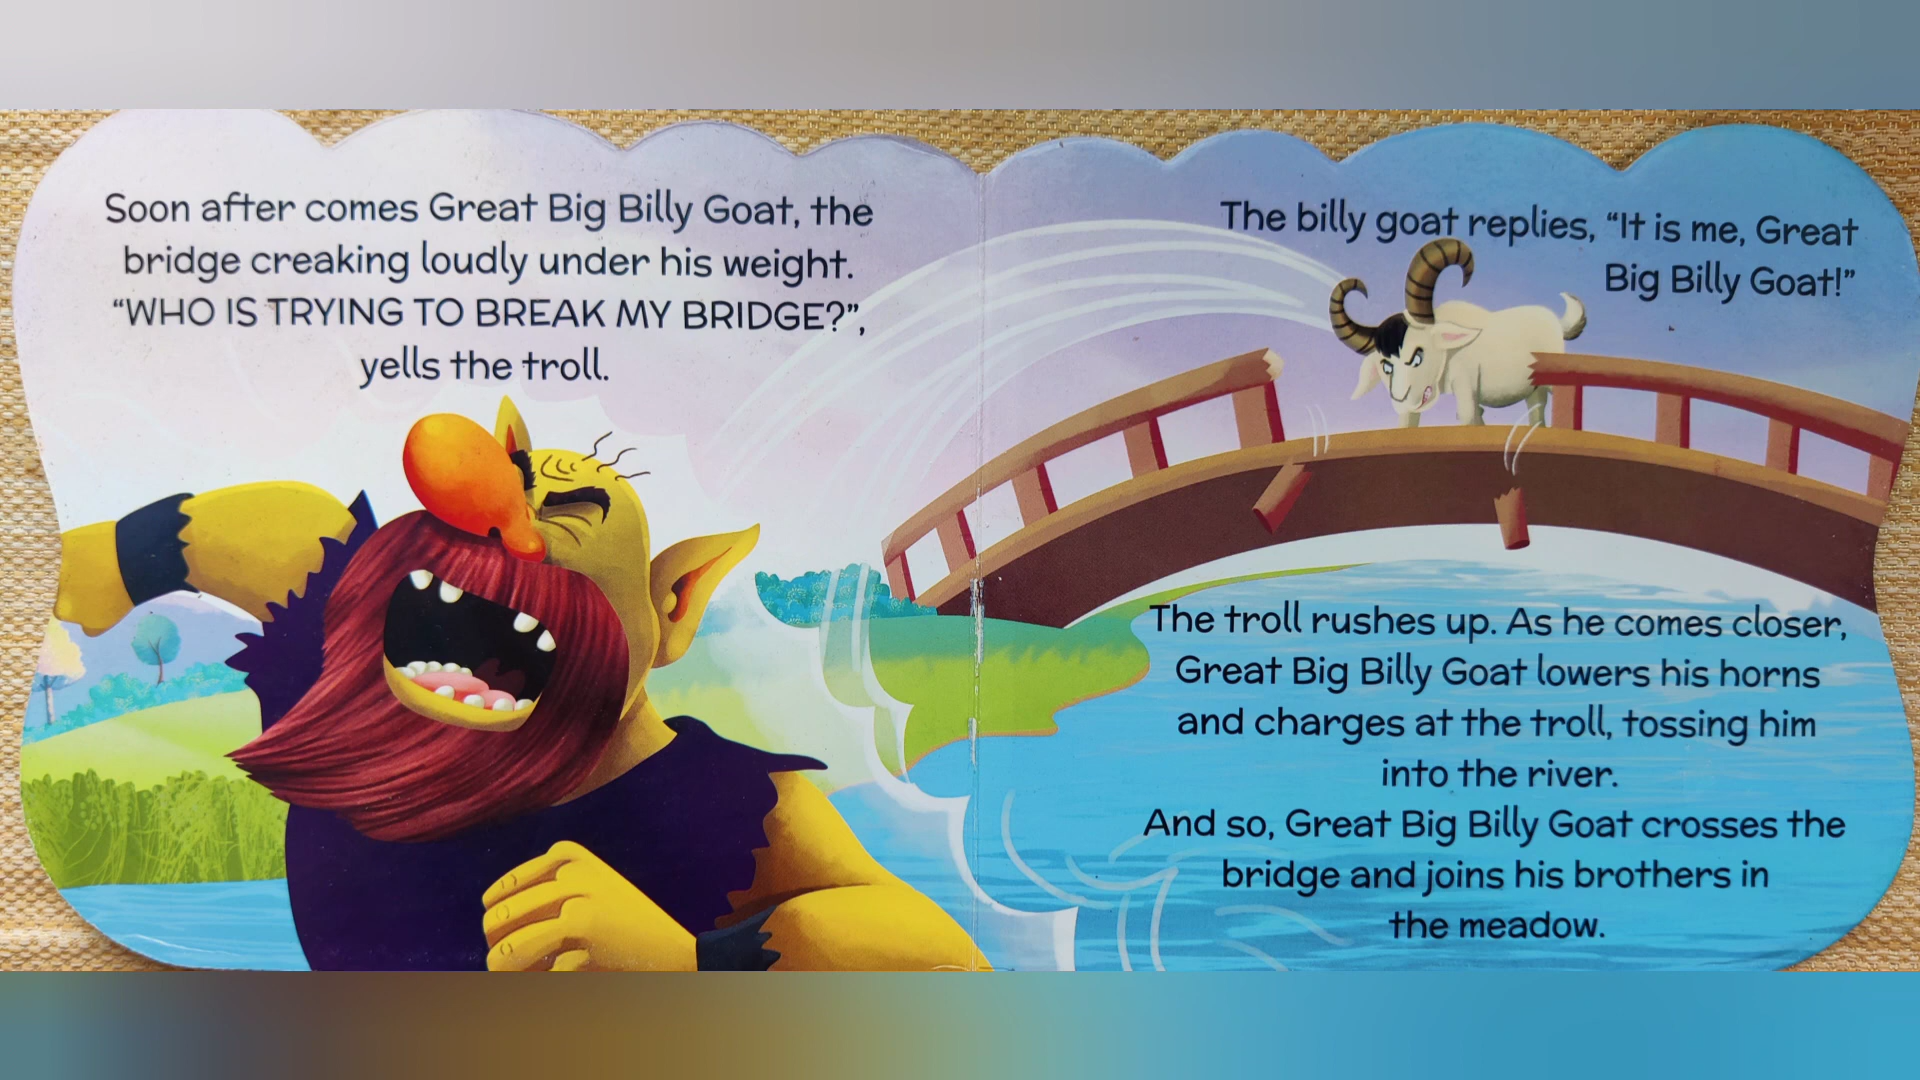 Soon after comes Great Big Billy Goat, the
bridge creaking loudly under his weight.
“WHO IS TRYING TO BREAK MY BRIDGE?”,
yells the troll.
The billy goat replies, “It is me, Great
Big Billy Goat!”
The troll rushes up. As he comes closer,
Great Big Billy Goat lowers his horns
and charges at the troll, tossing him
into the river.
And so, Great Big Billy Goat crosses the
bridge and joins his brothers in
the meadow.